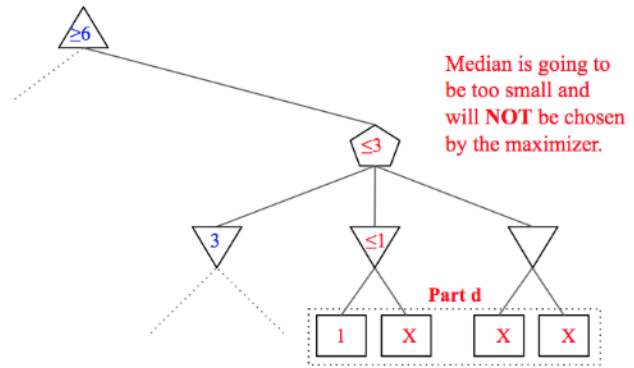 ≥6
Median is going to
be too small and
will NOT be chosen
by the maximizer.
≤3
3
≤1
Part d
1 X X X